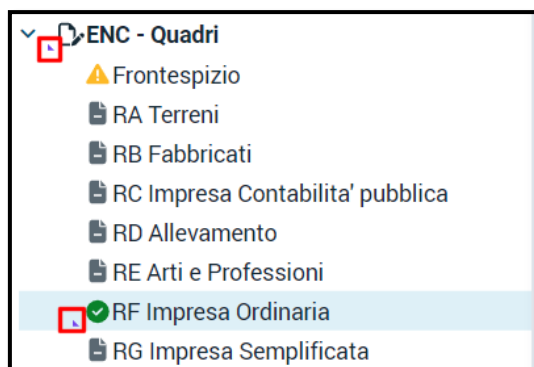 ENC - Quadri
Frontespizio
RA Terreni
RB Fabbricati
RC Impresa Contabilita' pubblica
RD Allevamento
RE Arti e Professioni
RF Impresa Ordinaria
RG Impresa Semplificata